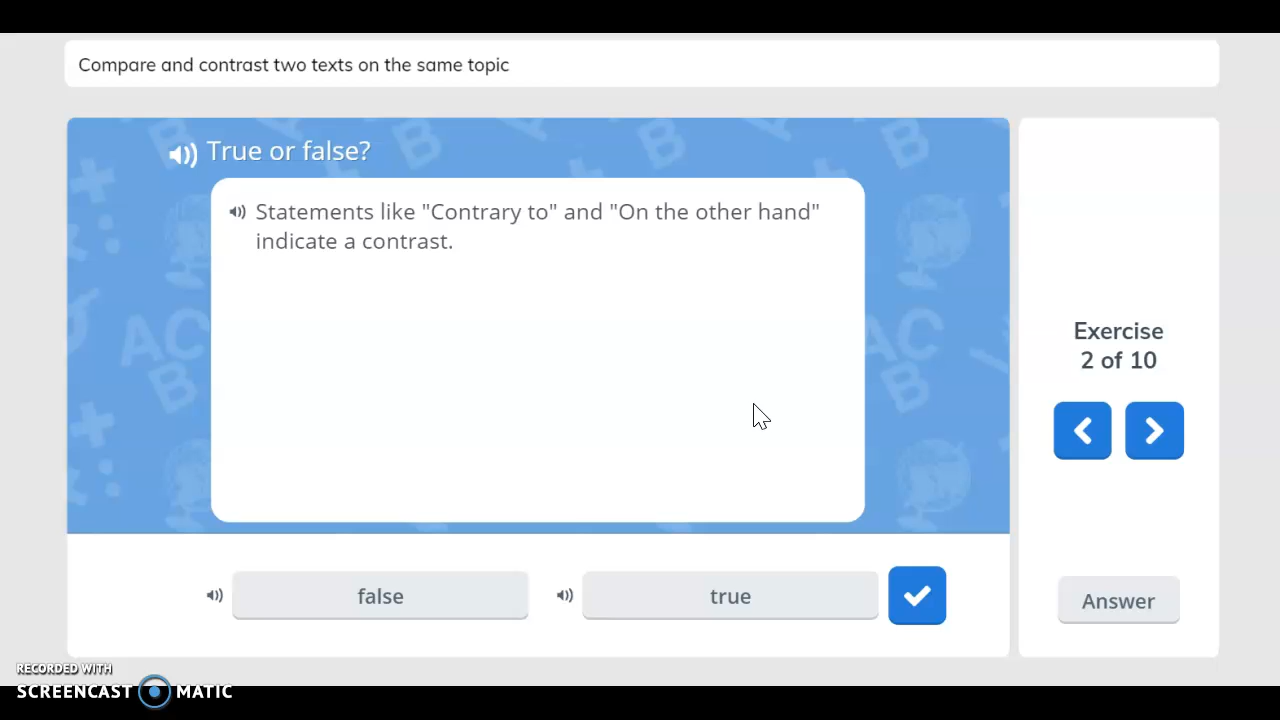 Compare and contrast two texts on the same topic
True or false?
Statements like "Contrary to" and "On the other hand"
indicate a contrast.
Exercise
2 of 10
false
true
Answer
RECORDED WITH
SCREENCAST MATIC